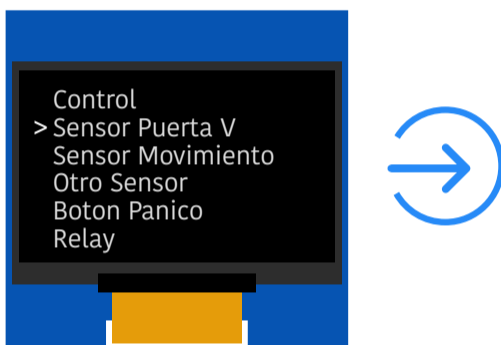 Control
> Sensor Puerta V
Sensor Movimiento
Otro Sensor
Boton Panico
Relay